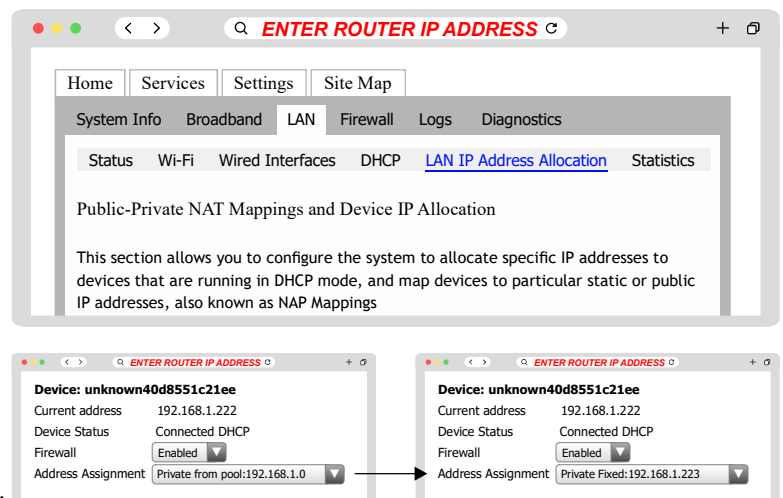 ENTER ROUTER IP ADDRESS
Home Services Settings Site Map
System Info Broadband LAN Firewall Logs Diagnostics
Status Wi-Fi Wired Interfaces DHCP LAN IP Address Allocation Statistics
Public-Private NAT Mappings and Device IP Allocation
This section allows you to configure the system to allocate specific IP addresses to
devices that are running in DHCP mode, and map devices to particular static or public
IP addresses, also known as NAP Mappings
ENTER ROUTER IP ADDRESS
Device: unknown40d8551c21ee
Current address 192.168.1.222
Device Status Connected DHCP
Firewall Enabled
Address Assignment Private from pool:192.168.1.0
ENTER ROUTER IP ADDRESS
Device: unknown40d8551c21ee
Current address 192.168.1.222
Device Status Connected DHCP
Firewall Enabled
Address Assignment Private Fixed:192.168.1.223